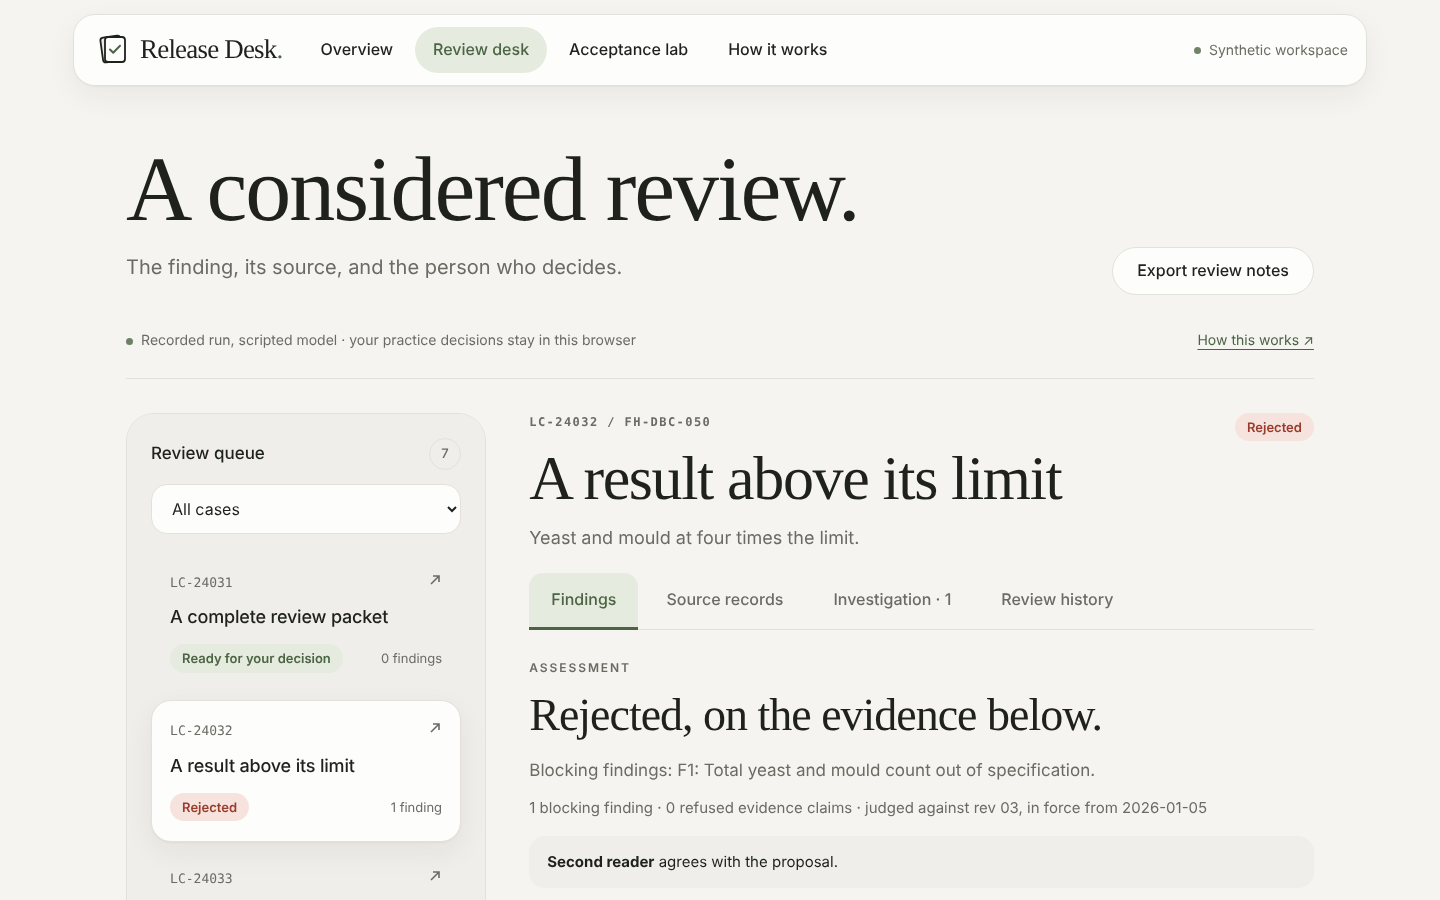 Release Desk.
Overview
Review desk
Acceptance lab
How it works
Synthetic workspace
A considered review.
The finding, its source, and the person who decides.
Export review notes
Recorded run, scripted model · your practice decisions stay in this browser
How this works ↗
Review queue
7
All cases
LC-24031 ↗
A complete review packet
Ready for your decision
0 findings
LC-24032 ↗
A result above its limit
Rejected
1 finding
LC-24033 ↗
LC-24032 / FH-DBC-050
Rejected
A result above its limit
Yeast and mould at four times the limit.
Findings
Source records
Investigation · 1
Review history
ASSESSMENT
Rejected, on the evidence below.
Blocking findings: F1: Total yeast and mould count out of specification.
1 blocking finding · 0 refused evidence claims · judged against rev 03, in force from 2026-01-05
Second reader agrees with the proposal.